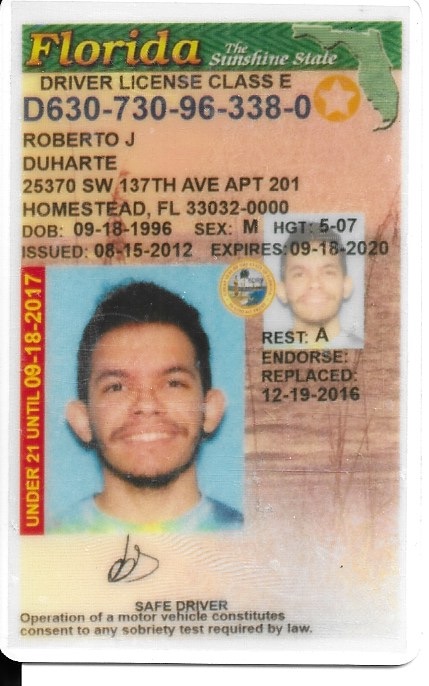 Florida The Sunshine State
DRIVER LICENSE CLASS E
D630-730-96-338-0
ROBERTO J
DUHARTE
25370 SW 137TH AVE APT 201
HOMESTEAD, FL 33032-0000
DOB: 09-18-1996 SEX: M HGT: 5-07
ISSUED: 08-15-2012 EXPIRES: 09-18-2020
UNDER 21 UNTIL 09-18-2017
REST: A
ENDORSE:
REPLACED:
12-19-2016
SAFE DRIVER
Operation of a motor vehicle constitutes
consent to any sobriety test required by law.